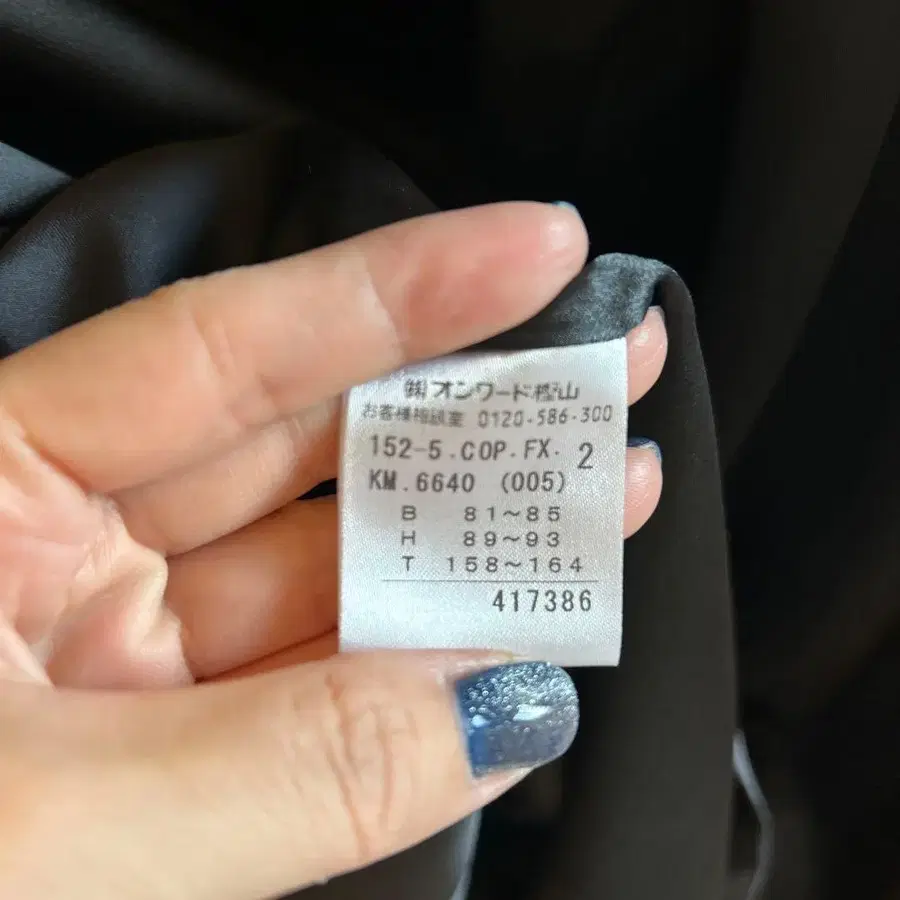 ㈱オンワード樫山
お客様相談室 0120-586-300
152-5.COP.FX. 2
KM.6640 (005)
B 81～85
H 89～93
T 158～164
417386